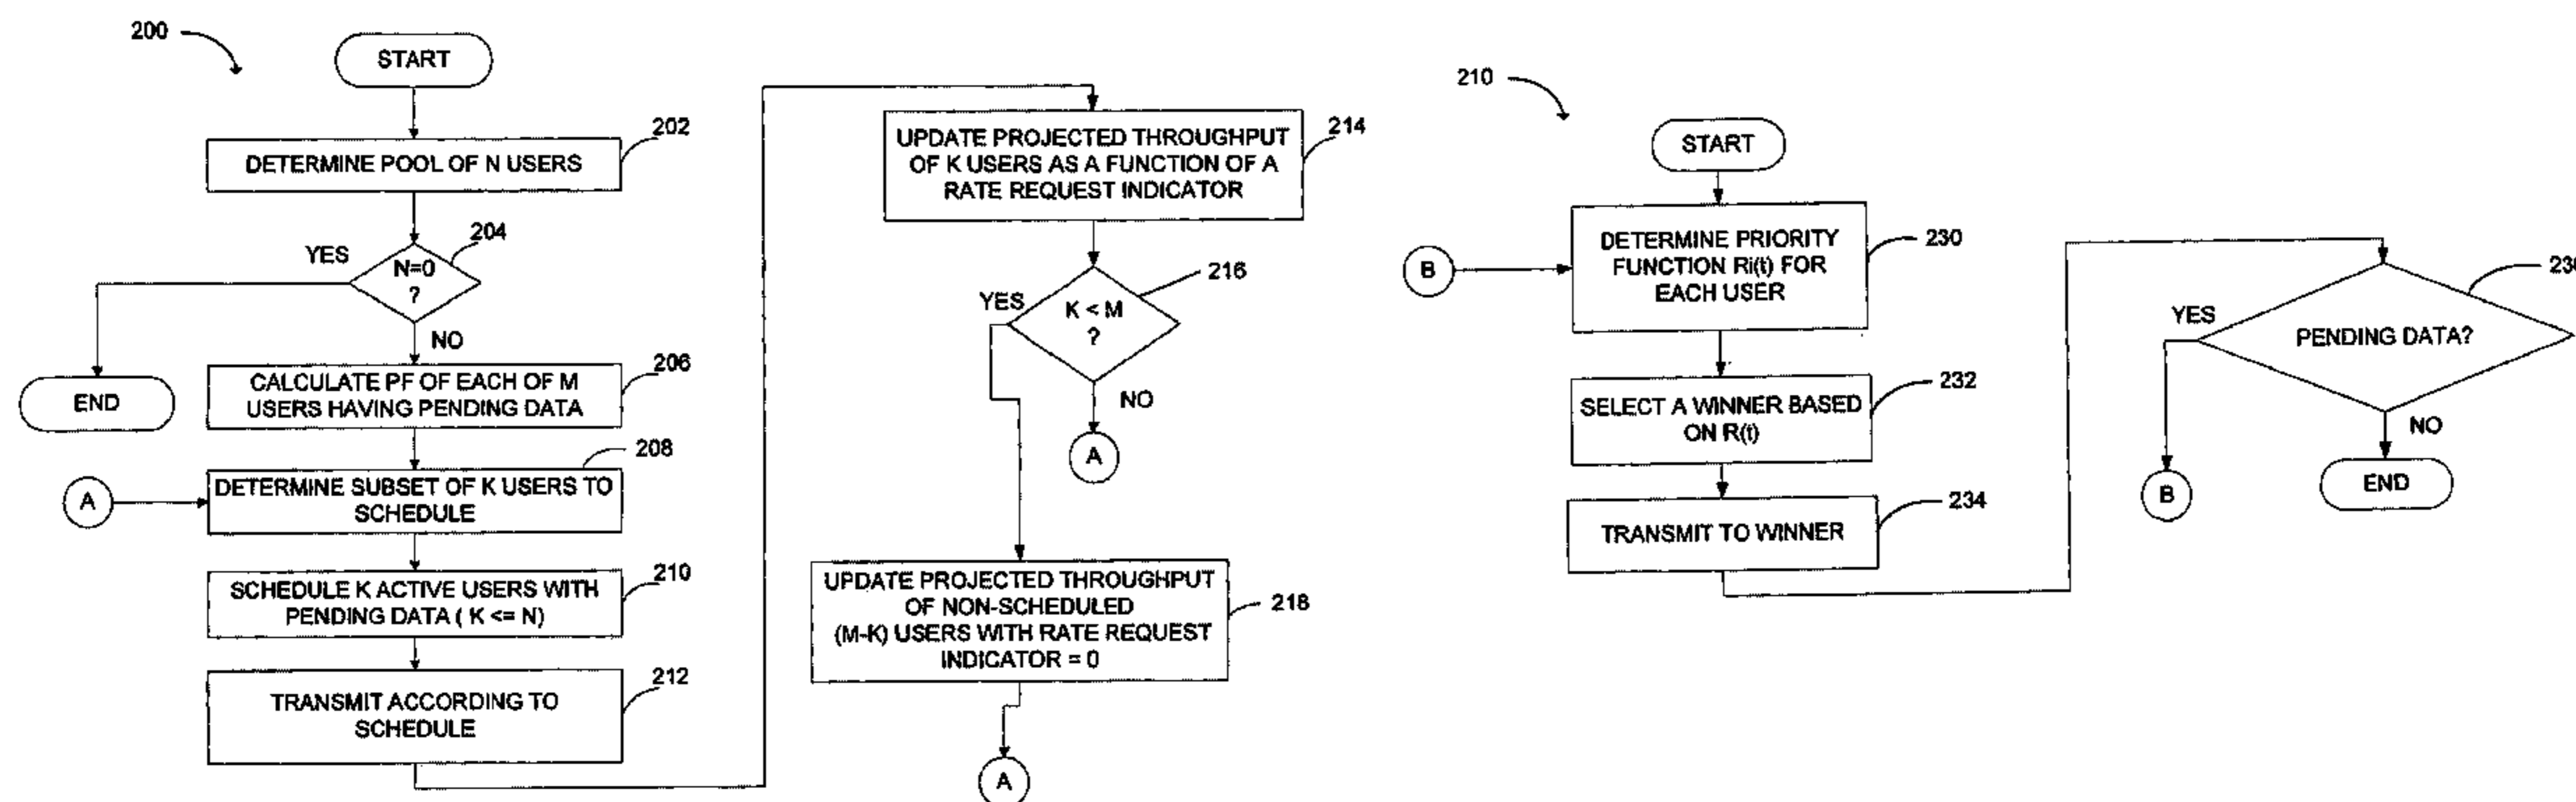 200
START
202
DETERMINE POOL OF N USERS
204
YES
N=0
?
NO
END
206
CALCULATE PF OF EACH OF M
USERS HAVING PENDING DATA
208
A
DETERMINE SUBSET OF K USERS TO
SCHEDULE
210
SCHEDULE K ACTIVE USERS WITH
PENDING DATA ( K <= N)
212
TRANSMIT ACCORDING TO
SCHEDULE
214
UPDATE PROJECTED THROUGHPUT
OF K USERS AS A FUNCTION OF A
RATE REQUEST INDICATOR
216
YES
K < M
?
NO
A
UPDATE PROJECTED THROUGHPUT
OF NON-SCHEDULED
(M-K) USERS WITH RATE REQUEST
INDICATOR = 0
218
A
210
START
B
DETERMINE PRIORITY
FUNCTION Ri(t) FOR
EACH USER
230
232
SELECT A WINNER BASED
ON R(t)
234
TRANSMIT TO WINNER
YES
PENDING DATA?
NO
B
END